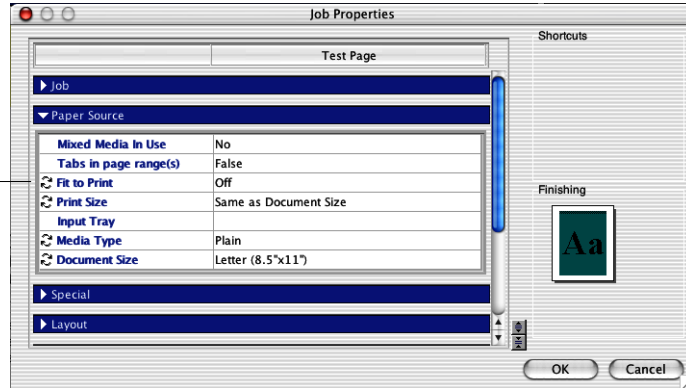 Job Properties
Shortcuts
Test Page
Job
Paper Source
Mixed Media In Use No
Tabs in page range(s) False
Fit to Print Off
Print Size Same as Document Size
Input Tray
Media Type Plain
Document Size Letter (8.5"x11")
Finishing
Aa
Special
Layout
OK Cancel